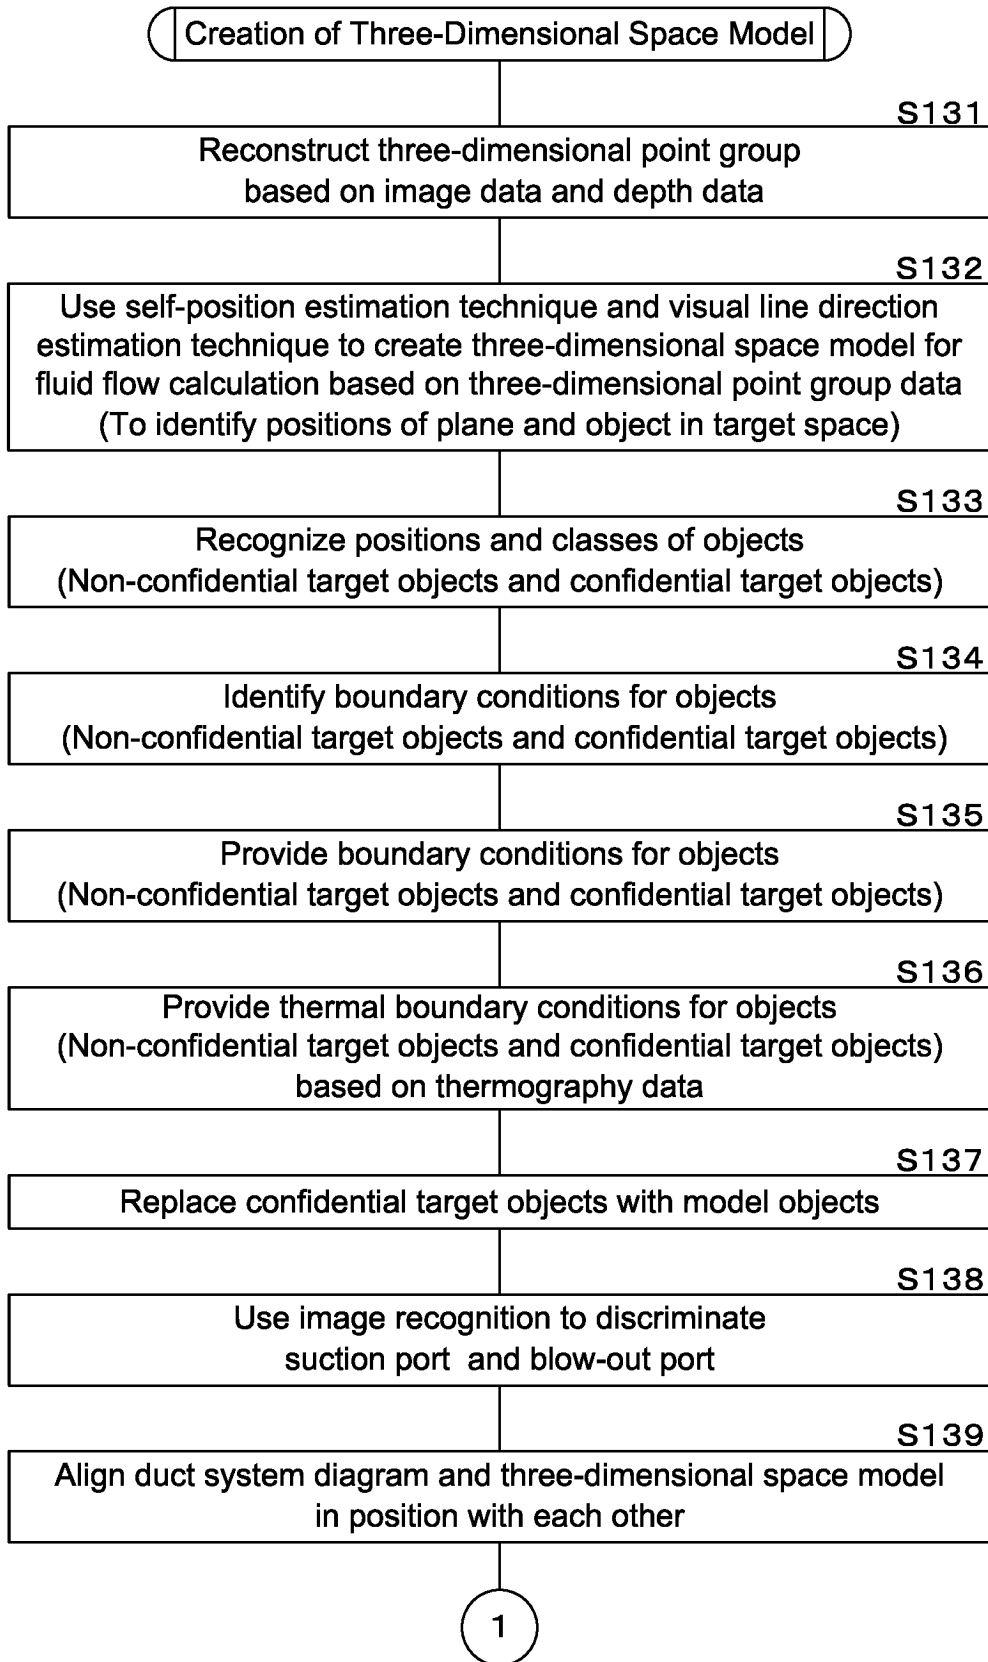 Creation of Three-Dimensional Space Model
S131
Reconstruct three-dimensional point group
based on image data and depth data
S132
Use self-position estimation technique and visual line direction
estimation technique to create three-dimensional space model for
fluid flow calculation based on three-dimensional point group data
(To identify positions of plane and object in target space)
S133
Recognize positions and classes of objects
(Non-confidential target objects and confidential target objects)
S134
Identify boundary conditions for objects
(Non-confidential target objects and confidential target objects)
S135
Provide boundary conditions for objects
(Non-confidential target objects and confidential target objects)
S136
Provide thermal boundary conditions for objects
(Non-confidential target objects and confidential target objects)
based on thermography data
S137
Replace confidential target objects with model objects
S138
Use image recognition to discriminate
suction port and blow-out port
S139
Align duct system diagram and three-dimensional space model
in position with each other
1